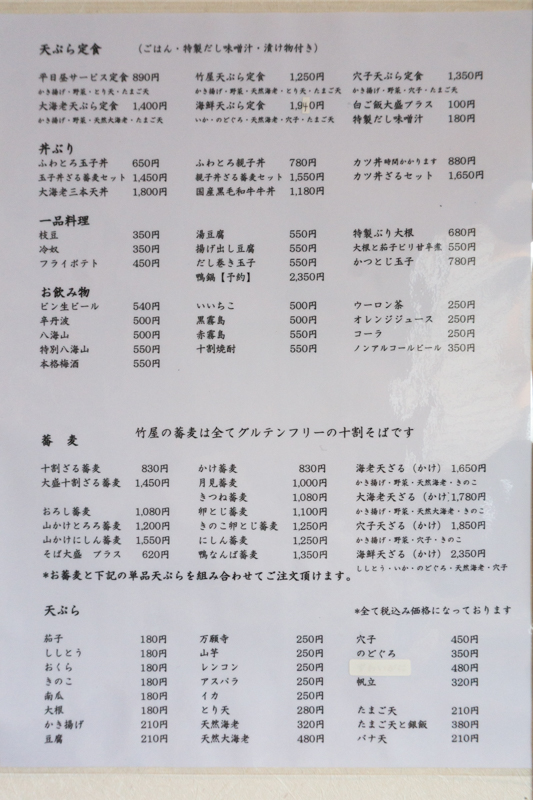 天ぷら定食 (ごはん・特製だし味噌汁・漬け物付き)
平日昼サービス定食 890円 竹屋天ぷら定食 1,250円 穴子天ぷら定食 1,350円
かき揚げ・野菜・とり天・たまご天 かき揚げ・野菜・天然海老・とり天・たまご天 かき揚げ・野菜・穴子・たまご天
大海老天ぷら定食 1,400円 海鮮天ぷら定食 白ご飯大盛プラス 100円
かき揚げ・野菜・天然大海老・たまご天 いか・のどぐろ・天然海老・穴子・たまご天 特製だし味噌汁 180円
丼ぶり
ふわとろ玉子丼 650円 ふわとろ親子丼 780円 カツ丼 時間かかります 880円
玉子丼ざる蕎麦セット 1,450円 親子丼ざる蕎麦セット 1,550円 カツ丼ざるセット 1,650円
大海老三本天丼 1,800円 国産黒毛和牛牛丼 1,180円
一品料理
枝豆 350円 湯豆腐 550円 特製ぶり大根 680円
冷奴 350円 揚げ出し豆腐 550円 大根と茄子ピリ甘辛煮 550円
フライポテト 450円 だし巻き玉子 550円 かつとじ玉子 780円
鴨鍋【予約】 2,350円
お飲み物
ビン生ビール 540円 いいちこ 500円 ウーロン茶 250円
辛丹波 500円 黒霧島 500円 オレンジジュース 250円
八海山 500円 赤霧島 550円 コーラ 250円
特別八海山 550円 十割焼酎 550円 ノンアルコールビール 350円
本格梅酒 550円
蕎麦 竹屋の蕎麦は全てグルテンフリーの十割そばです
十割ざる蕎麦 830円 かけ蕎麦 830円 海老天ざる(かけ) 1,650円
大盛十割ざる蕎麦 1,450円 月見蕎麦 1,000円 かき揚げ・野菜・天然海老・きのこ
きつね蕎麦 1,080円 大海老天ざる(かけ) 1,780円
おろし蕎麦 1,080円 卵とじ蕎麦 1,100円 かき揚げ・野菜・天然大海老・きのこ
山かけとろろ蕎麦 1,200円 きのこ卵とじ蕎麦 1,250円 穴子天ざる(かけ) 1,850円
山かけにしん蕎麦 1,550円 にしん蕎麦 1,250円 かき揚げ・野菜・穴子・きのこ
そば大盛 プラス 620円 鴨なんば蕎麦 1,350円 海鮮天ざる(かけ) 2,350円
*お蕎麦と下記の単品天ぷらを組み合わせてご注文頂けます。 ししとう・いか・のどぐろ・天然海老・穴子
天ぷら *全て税込み価格になっております
茄子 180円 万願寺 250円 穴子 450円
ししとう 180円 山芋 250円 のどぐろ 350円
おくら 180円 レンコン 250円 480円
きのこ 180円 アスパラ 250円 帆立 320円
南瓜 180円 イカ 250円
大根 180円 とり天 280円 たまご天 210円
かき揚げ 210円 天然海老 320円 たまご天と銀飯 380円
豆腐 210円 天然大海老 480円 バナ天 210円